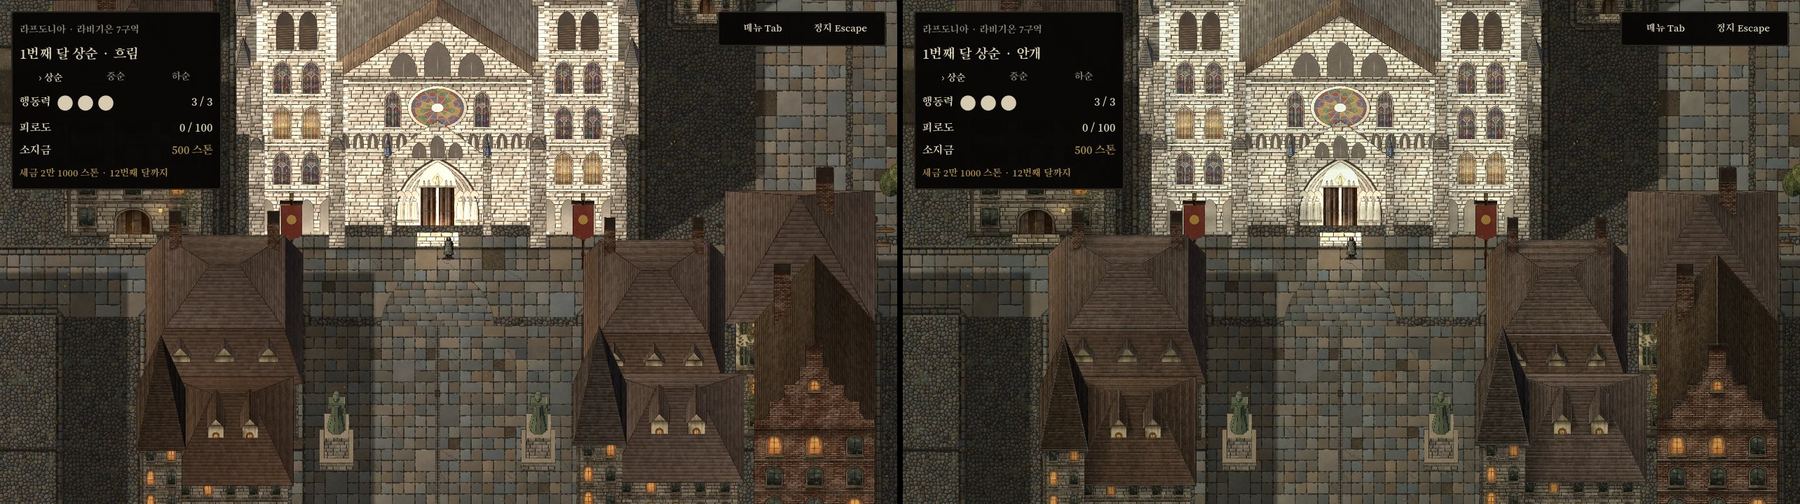 라프도니아 · 라비기온 7구역
1번째 달 상순 · 흐림
› 상순 중순 하순
행동력 3 / 3
피로도 0 / 100
소지금 500 스톤
세금 2만 1000 스톤 · 12번째 달까지
메뉴 Tab 정지 Escape
라프도니아 · 라비기온 7구역
1번째 달 상순 · 안개
› 상순 중순 하순
행동력 3 / 3
피로도 0 / 100
소지금 500 스톤
세금 2만 1000 스톤 · 12번째 달까지
메뉴 Tab 정지 Escape